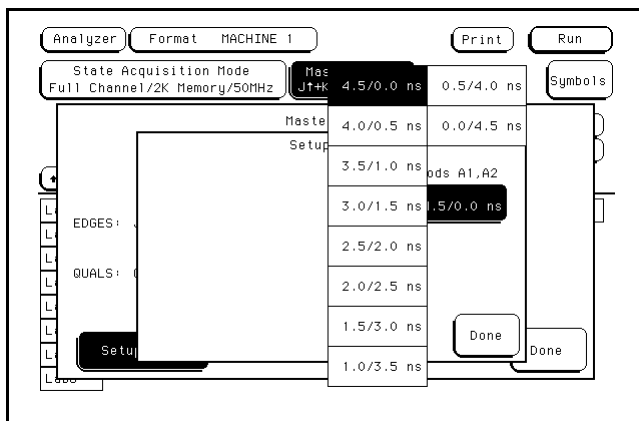 Analyzer Format MACHINE 1 Print Run
State Acquisition Mode
Full Channel/2K Memory/50MHz
Mas
J↑+K
Symbols
4.5/0.0 ns 0.5/4.0 ns
4.0/0.5 ns 0.0/4.5 ns
3.5/1.0 ns
3.0/1.5 ns
2.5/2.0 ns
2.0/2.5 ns
1.5/3.0 ns
1.0/3.5 ns
Maste
Setup
ods A1,A2
.5/0.0 ns
EDGES:
QUALS:
Setu
Done
Done